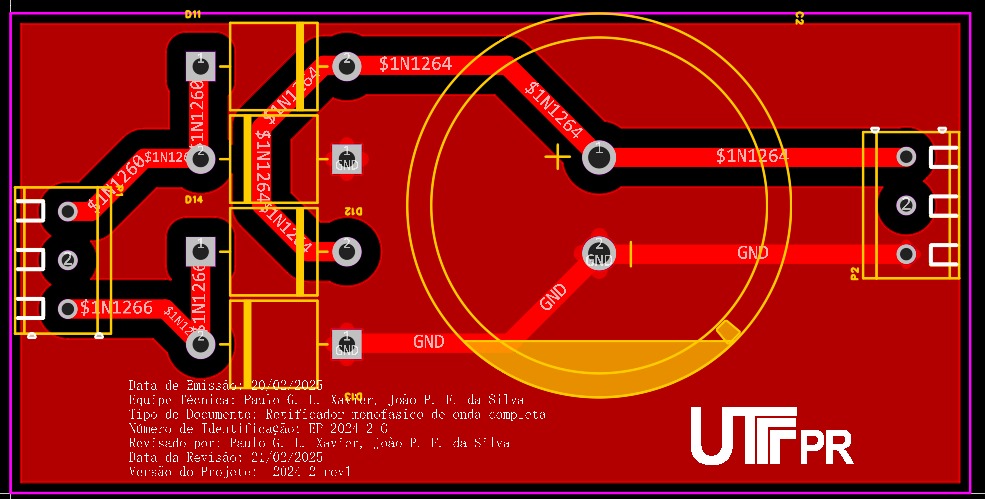 D11
C2
1
2
$1N1264
$1N1264
$1N1264
$1N1260
$1N1264
1
$1N1264
2
1
GND
$1N1264
$1N1260
D14
D12
2
1
2
2
GND
GND
2
$1N1264
P2
$1N1266
$1N1266
GND
2
1
GND
GND
D13
Data de Emissão: 20/02/2025
Equipe Técnica: Paulo G. L. Xavier, João P. F. da Silva
Tipo de Documento: Retificador monofasico de onda completa
Número de Identificação: EP 2024 2 6
Revisado por: Paulo G. L. Xavier, João P. F. da Silva
Data da Revisão: 21/02/2025
Versão do Projeto: 2024 2 rev1
UTFPR